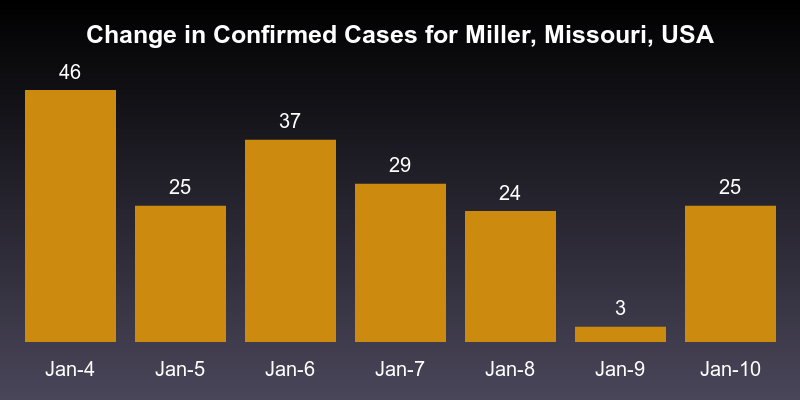 Change in Confirmed Cases for Miller, Missouri, USA
46
25
37
29
24
3
25
Jan-4
Jan-5
Jan-6
Jan-7
Jan-8
Jan-9
Jan-10